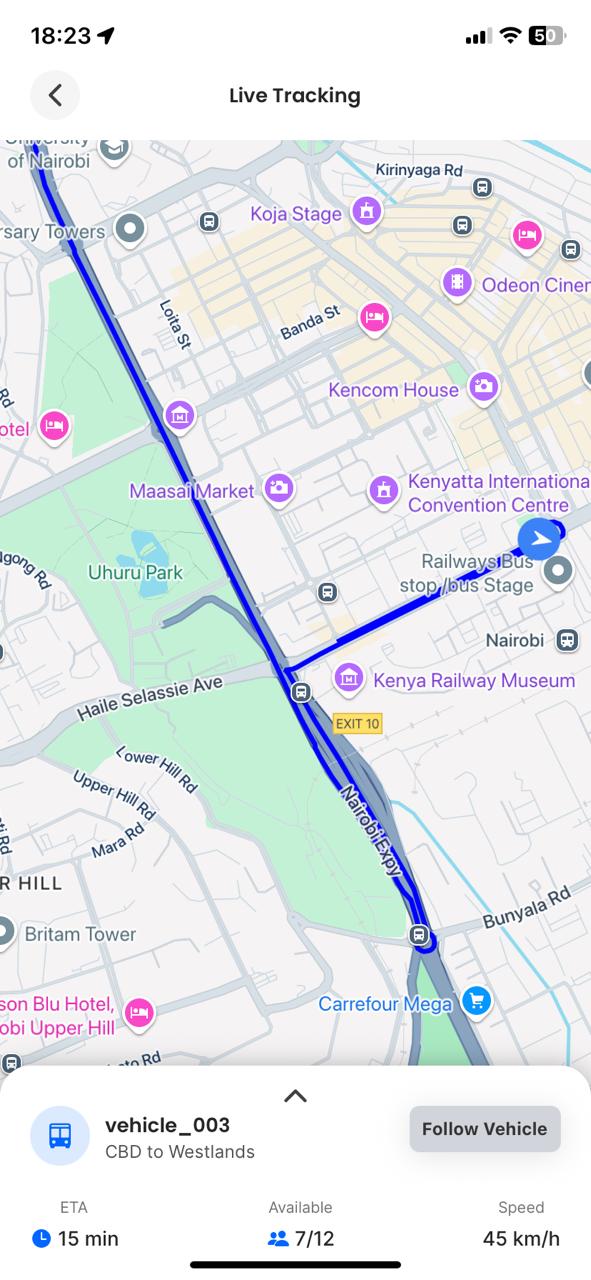 18:23
50
Live Tracking
University
of Nairobi
Kirinyaga Rd
Koja Stage
rsary Towers
Odeon Ciner
Loita St
Banda St
Kencom House
Rd
otel
Maasai Market
Kenyatta Internationa
Convention Centre
Railways Bus
stop /bus Stage
Ngong Rd
Uhuru Park
Nairobi
Kenya Railway Museum
Haile Selassie Ave
EXIT 10
Lower Hill Rd
Upper Hill Rd
Nairobi Expy
Mara Rd
R HILL
Bunyala Rd
Britam Tower
son Blu Hotel,
obi Upper Hill
Carrefour Mega
vehicle_003
CBD to Westlands
Follow Vehicle
ETA
Available
Speed
15 min
7/12
45 km/h